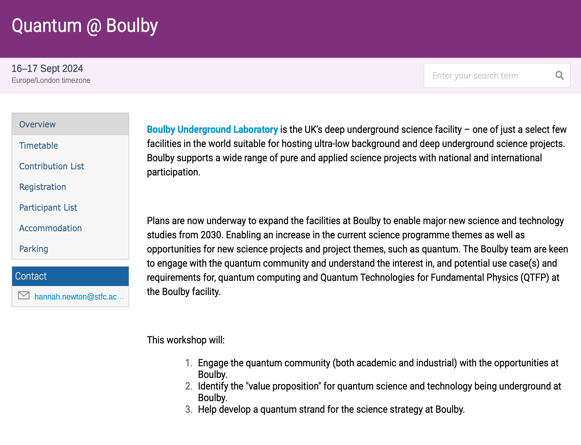 Quantum @ Boulby
16–17 Sept 2024
Europe/London timezone
Enter your search term
Overview
Timetable
Contribution List
Registration
Participant List
Accommodation
Parking
Contact
hannah.newton@stfc.ac...
Boulby Underground Laboratory is the UK's deep underground science facility – one of just a select few
facilities in the world suitable for hosting ultra-low background and deep underground science projects.
Boulby supports a wide range of pure and applied science projects with national and international
participation.
Plans are now underway to expand the facilities at Boulby to enable major new science and technology
studies from 2030. Enabling an increase in the current science programme themes as well as
opportunities for new science projects and project themes, such as quantum. The Boulby team are keen
to engage with the quantum community and understand the interest in, and potential use case(s) and
requirements for, quantum computing and Quantum Technologies for Fundamental Physics (QTFP) at
the Boulby facility.
This workshop will:
1. Engage the quantum community (both academic and industrial) with the opportunities at
Boulby.
2. Identify the "value proposition" for quantum science and technology being underground at
Boulby.
3. Help develop a quantum strand for the science strategy at Boulby.